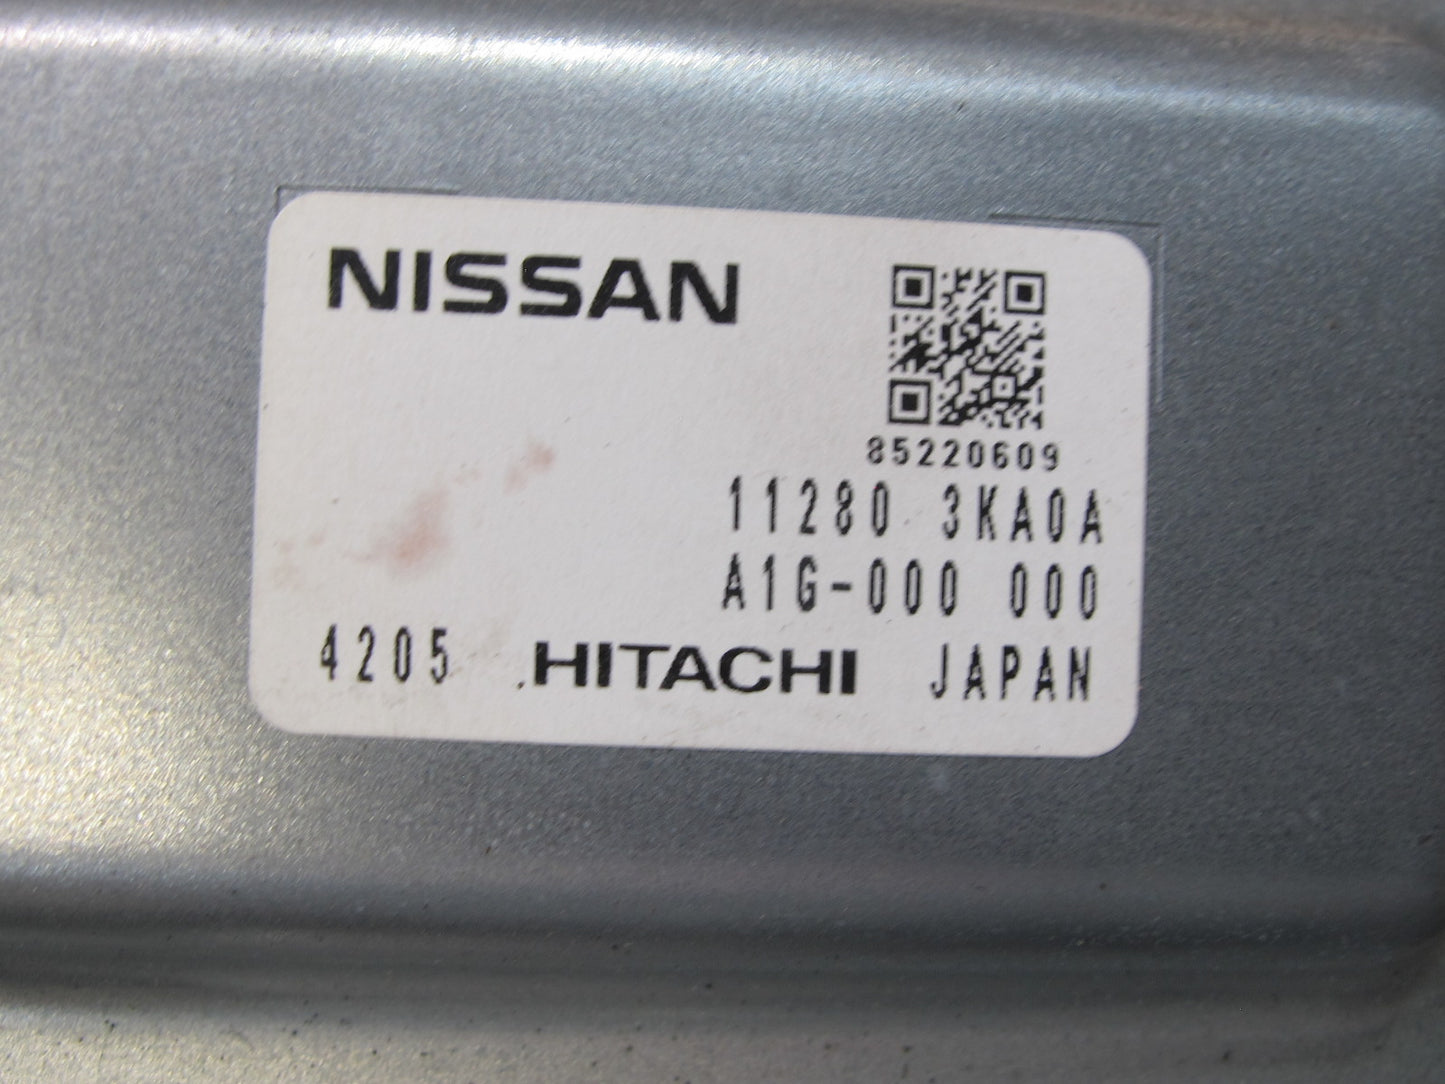 NISSAN
85220609
11280 3KA0A
A1G-000 000
4205 HITACHI JAPAN